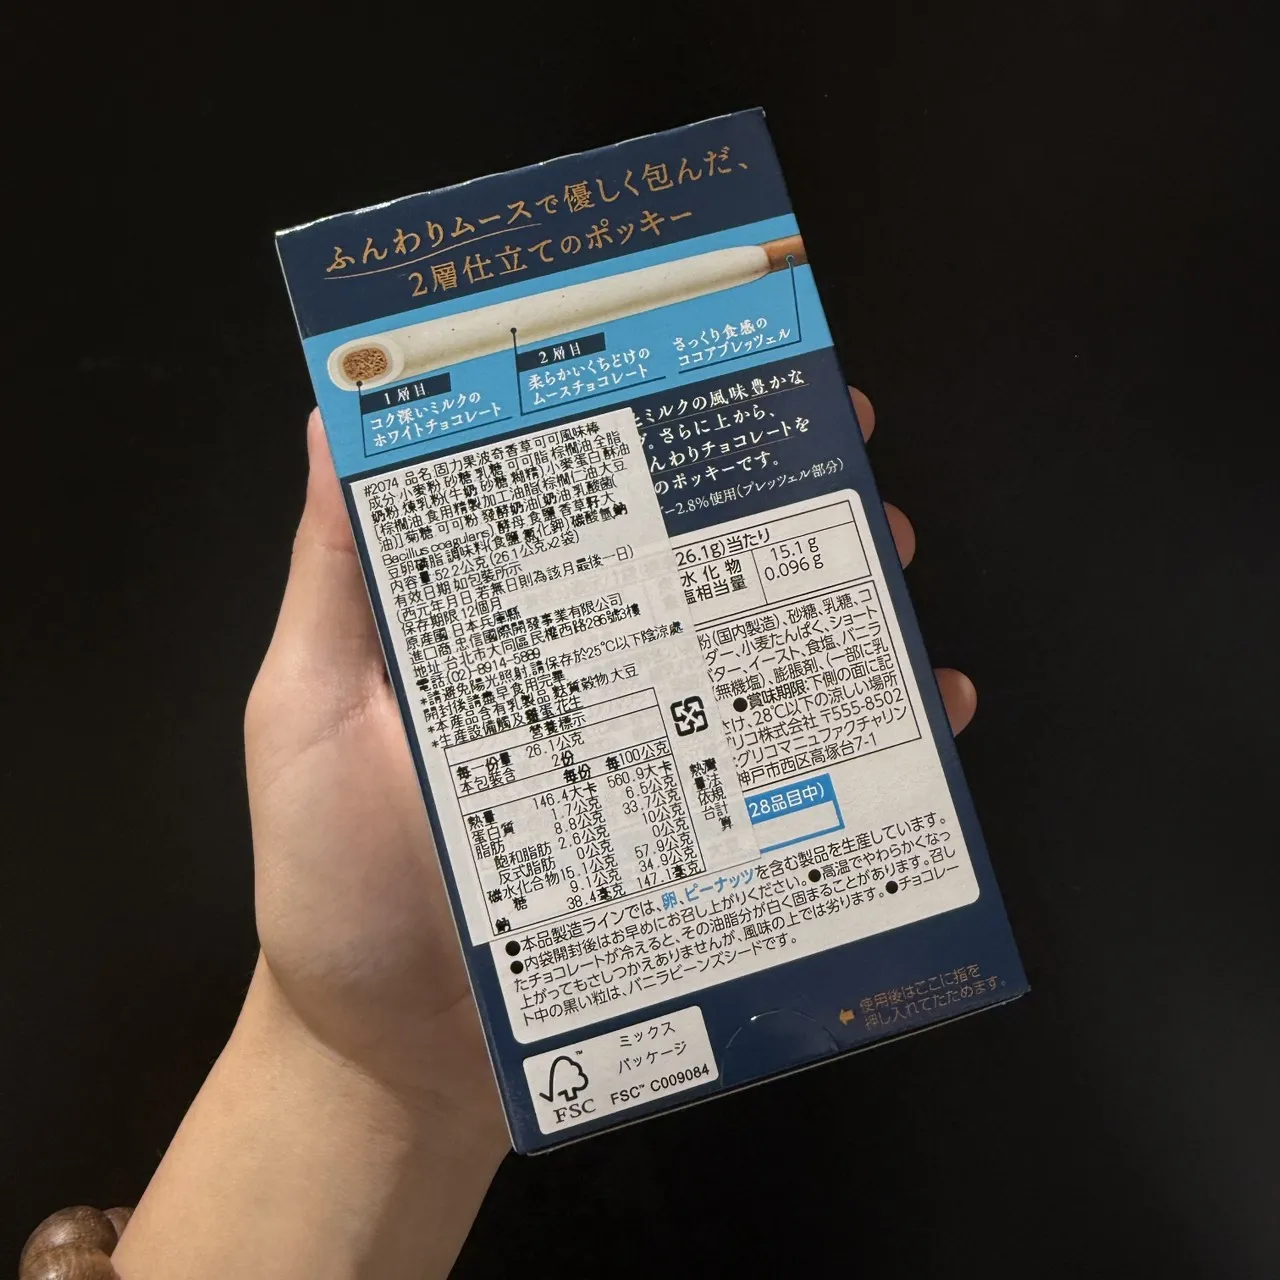 ふんわりムースで優しく包んだ、
2層仕立てのポッキー
1層目
コク深いミルクの
ホワイトチョコレート
2層目
柔らかいくちどけの
ムースチョコレート
さっくり食感の
ココアプレッツェル
ミルクの風味豊かな
。さらに上から、
んわりチョコレートを
のポッキーです。
ー2.8%使用(プレッツェル部分)
#2074 品名 固力果波奇香草可可風味棒
成分 小麥粉 砂糖 乳糖 可可脂 棕櫚油 全脂
奶粉 煉乳粉(牛奶 砂糖 糊精) 小麥蛋白 酥油
[棕櫚油 食用精製加工油脂(棕櫚仁油 大豆
油)] 菊糖 可可粉 發酵奶油(奶油 乳酸菌(
Bacillus coagulans) 酵母 食鹽 香草籽 大
豆卵磷脂 調味料(食鹽 氯化鉀) 碳酸氫鈉
內容量 52.2公克(26.1公克x2袋)
有效日期 如包裝所示
(西元年月日 若無日則為該月最後一日)
(保存期限 12個月
原產國 日本兵庫縣
進口商 忠信國際開發事業有限公司
地址 台北市大同區民權西路286號3樓
電話(02)-8914-5889
*請避免陽光照射,請保存於25°C以下陰涼處
開封後請盡早食用完畢
*本產品含有乳製品 麩質穀物 大豆
*生產設備觸及雞蛋花生
營養標示
每一份量 26.1公克
本包裝含 2份
每份 每100公克
熱量 146.4大卡 560.9大卡
蛋白質 1.7公克 6.5公克
脂肪 8.8公克 33.7公克
飽和脂肪 2.6公克 10公克
反式脂肪 0公克 0公克
碳水化合物 15.1公克 57.9公克
糖 9.1公克 34.9公克
鈉 38.4毫克 147.1毫克
熱量依台
灣法規計算
26.1g)当たり
水化物 15.1g
塩相当量 0.096g
粉(国内製造)、砂糖、乳糖、コ
ダー、小麦たんぱく、ショート
バター、イースト、食塩、バニラ
(無機塩)、膨脹剤、(一部に乳
●賞味期限:下側の面に記
さけ、28℃以下の涼しい場所
リコ株式会社 〒555-8502
グリコマニュファクチャリン
神戸市西区高塚台7-1
28品目中)
●本品製造ラインでは、卵、ピーナッツを含む製品を生産しています。
●内袋開封後はお早めにお召し上がりください。●高温でやわらかくなっ
たチョコレートが冷えると、その油脂分が白く固まることがあります。召し
上がってもさしつかえありませんが、風味の上では劣ります。●チョコレー
ト中の黒い粒は、バニラビーンズシードです。
使用後はここに指を
押し入れてたためます。
ミックス
パッケージ
FSC™ C009084
FSC